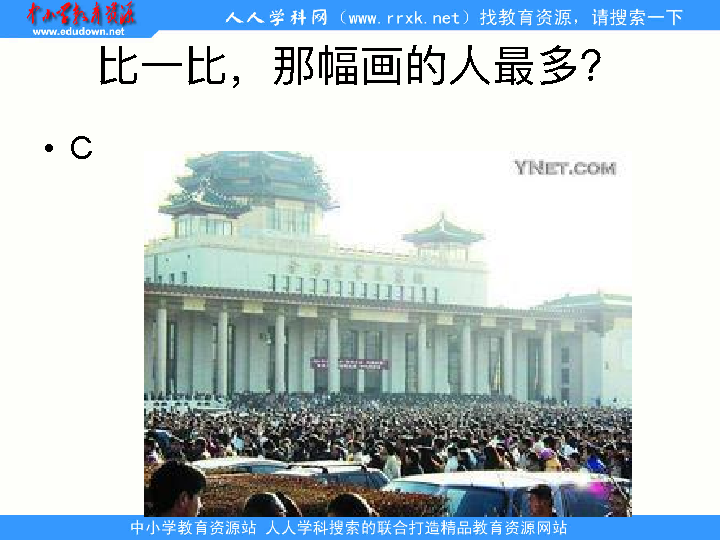 中小学教育资源
www.edudown.net
人人学科网（www.rrxk.net）找教育资源，请搜索一下
比一比，那幅画的人最多？
• C
YNET.COM
中小学教育资源站 人人学科搜索的联合打造精品教育资源网站